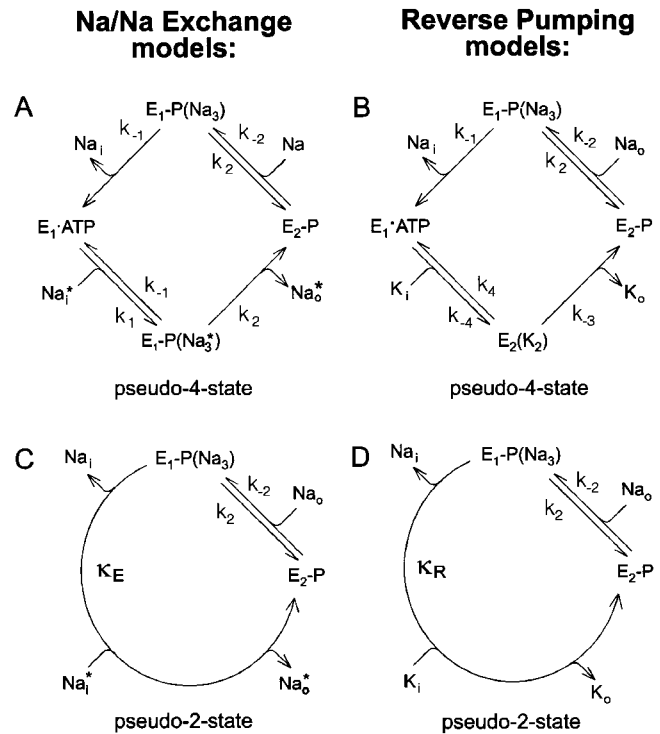 Na/Na Exchange
models:
Reverse Pumping
models:
A
E₁-P(Na₃)
Naᵢ
k₋₁
k₋₂
Na
k₂
E₁·ATP
E₂-P
Naᵢ*
k₁
k₋₁
Naₒ*
k₂
E₁-P(Na₃*)
pseudo-4-state
B
E₁-P(Na₃)
Naᵢ
k₋₁
k₋₂
Naₒ
k₂
E₁·ATP
E₂-P
Kᵢ
k₄
k₋₄
Kₒ
k₋₃
E₂(K₂)
pseudo-4-state
C
Naᵢ
E₁-P(Na₃)
k₋₂
Naₒ
k₂
κ_E
E₂-P
Naᵢ*
Naₒ*
pseudo-2-state
D
Naᵢ
E₁-P(Na₃)
k₋₂
Naₒ
k₂
κ_R
E₂-P
Kᵢ
Kₒ
pseudo-2-state